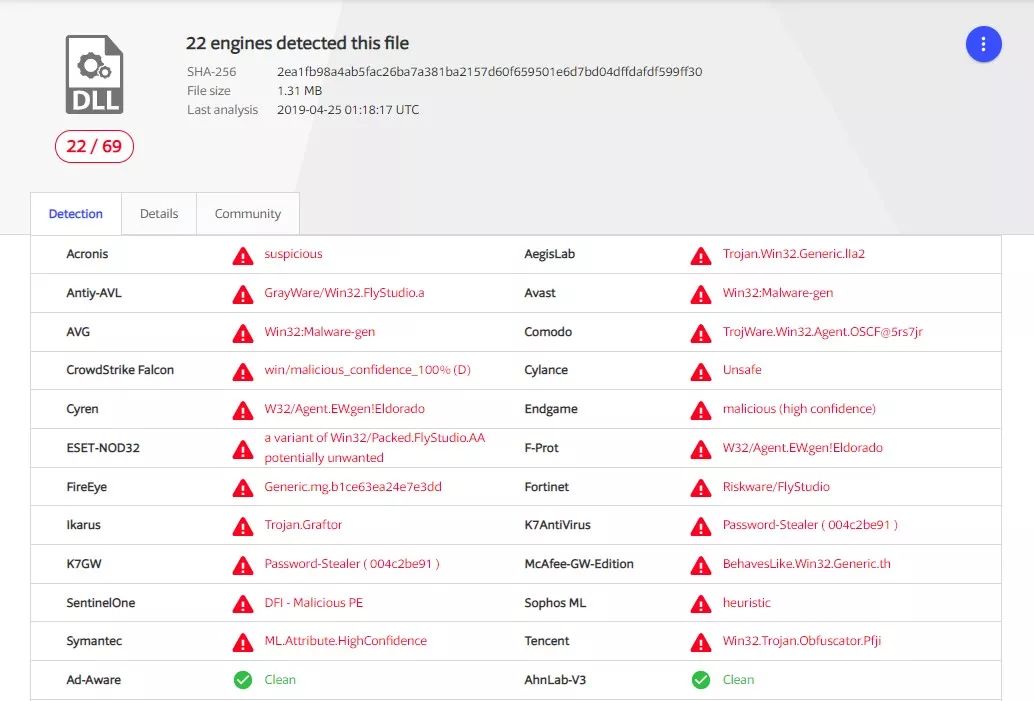 DLL
22 / 69
22 engines detected this file
SHA-256 2ea1fb98a4ab5fac26ba7a381ba2157d60f659501e6d7bd04dffdafdf599ff30
File size 1.31 MB
Last analysis 2019-04-25 01:18:17 UTC
Detection Details Community
Acronis suspicious AegisLab Trojan.Win32.Generic.lIa2
Antiy-AVL GrayWare/Win32.FlyStudio.a Avast Win32:Malware-gen
AVG Win32:Malware-gen Comodo TrojWare.Win32.Agent.OSCF@5rs7jr
CrowdStrike Falcon win/malicious_confidence_100% (D) Cylance Unsafe
Cyren W32/Agent.EW.gen!Eldorado Endgame malicious (high confidence)
ESET-NOD32 a variant of Win32/Packed.FlyStudio.AA potentially unwanted F-Prot W32/Agent.EW.gen!Eldorado
FireEye Generic.mg.b1ce63ea24e7e3dd Fortinet Riskware/FlyStudio
Ikarus Trojan.Graftor K7AntiVirus Password-Stealer ( 004c2be91 )
K7GW Password-Stealer ( 004c2be91 ) McAfee-GW-Edition BehavesLike.Win32.Generic.th
SentinelOne DFI - Malicious PE Sophos ML heuristic
Symantec ML.Attribute.HighConfidence Tencent Win32.Trojan.Obfuscator.Pfji
Ad-Aware Clean AhnLab-V3 Clean